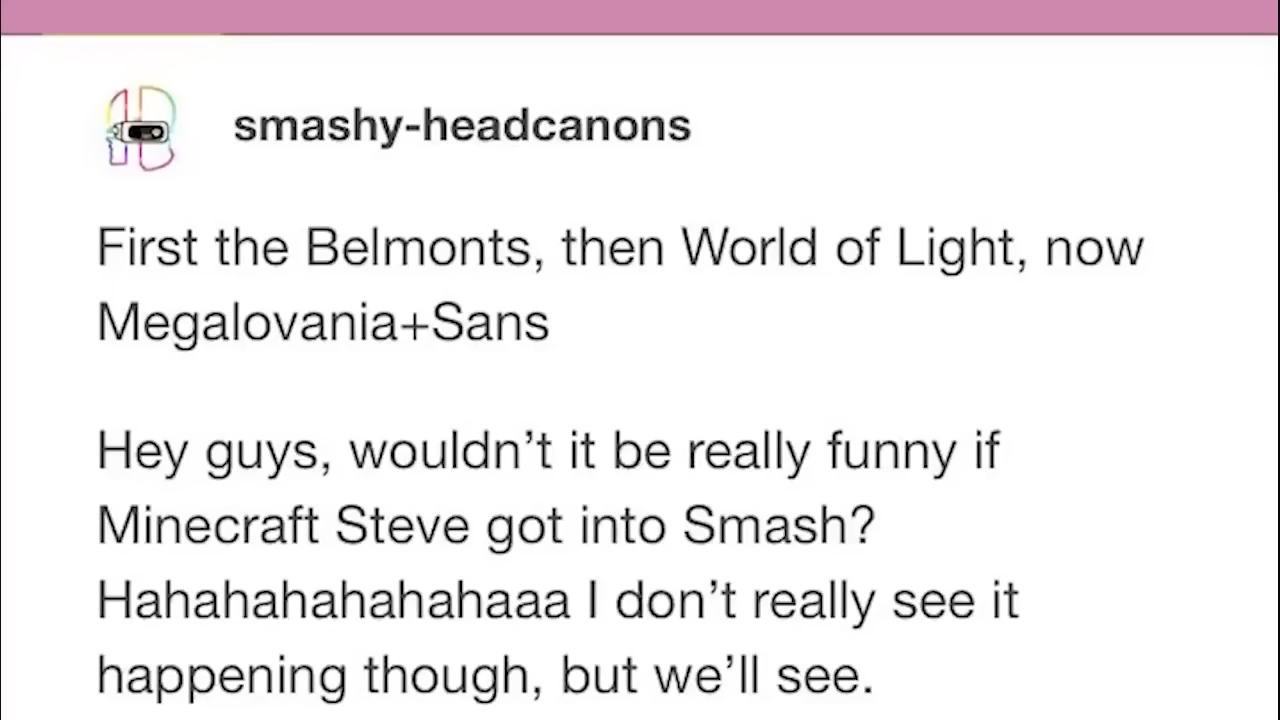 smashy-headcanons
First the Belmonts, then World of Light, now
Megalovania+Sans
Hey guys, wouldn’t it be really funny if
Minecraft Steve got into Smash?
Hahahahahahahaaa I don’t really see it
happening though, but we’ll see.